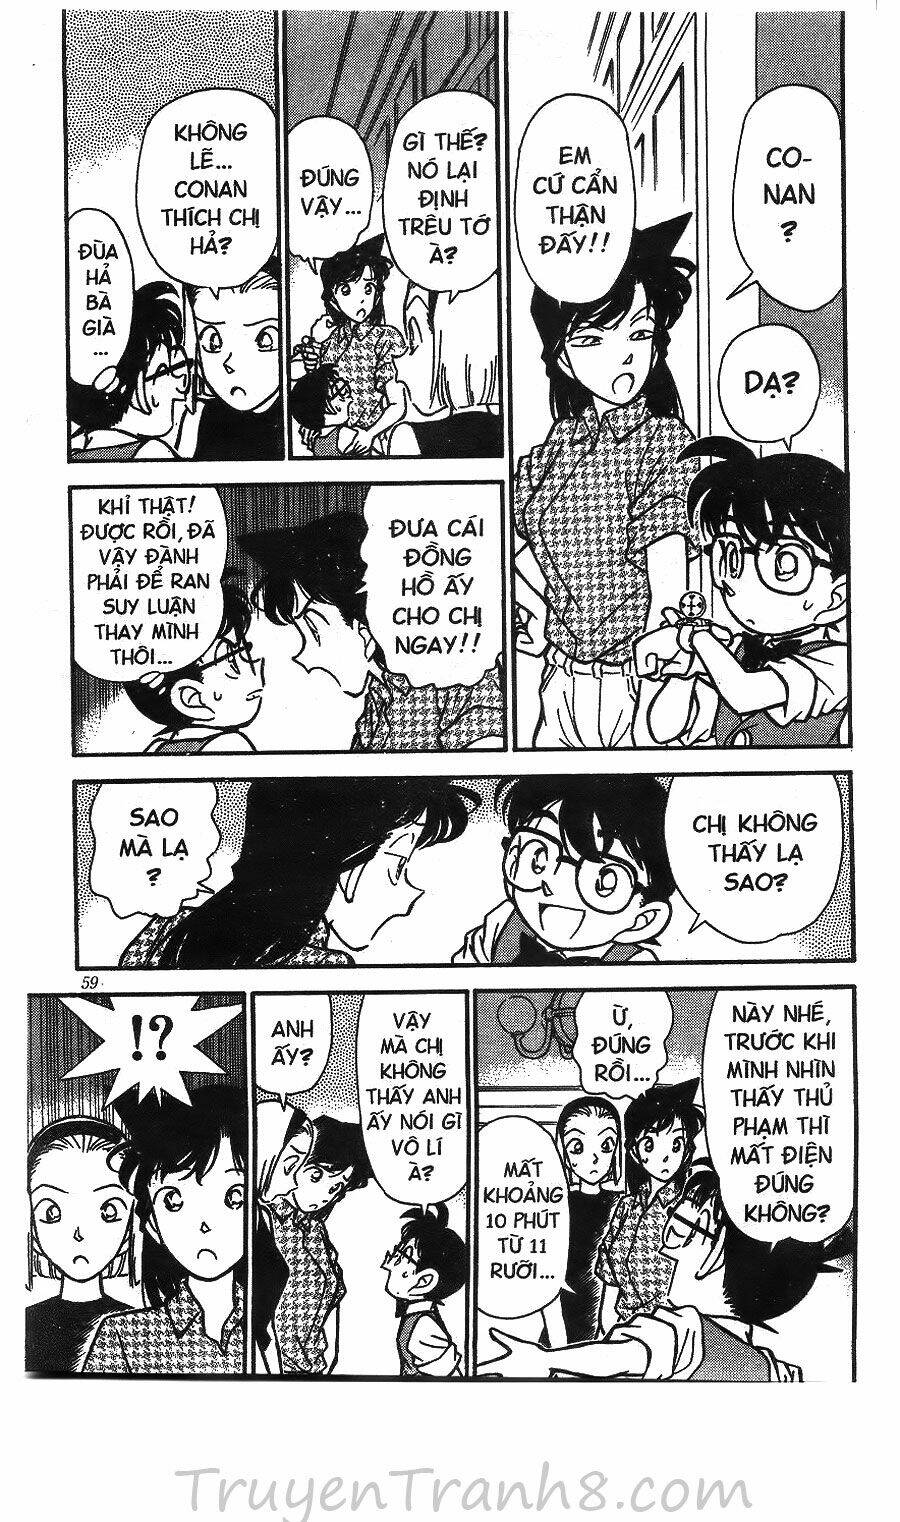 CO-
NAN
?
DẠ?
EM
CỨ CẨN
THẬN
ĐẤY!!
GÌ THẾ?
NÓ LẠI
ĐỊNH
TRÊU TỚ
À?
ĐÚNG
VẬY...
KHÔNG
LẼ...
CONAN
THÍCH CHỊ
HẢ?
ĐÙA
HẢ
BÀ
GIÀ
...
ĐƯA CÁI
ĐỒNG
HỒ ẤY
CHO CHỊ
NGAY!!
KHỈ THẬT!
ĐƯỢC RỒI, ĐÃ
VẬY ĐÀNH
PHẢI ĐỂ RAN
SUY LUẬN
THAY MÌNH
THÔI...
CHỊ KHÔNG
THẤY LẠ
SAO?
SAO
MÀ LẠ
?
59
NÀY NHÉ,
TRƯỚC KHI
MÌNH NHÌN
THẤY THỦ
PHẠM THÌ
MẤT ĐIỆN
ĐÚNG
KHÔNG?
Ừ,
ĐÚNG
RỒI...
MẤT
KHOẢNG
10 PHÚT
TỪ 11
RƯỠI...
VẬY
MÀ CHỊ
KHÔNG
THẤY ANH
ẤY NÓI GÌ
VÔ LÍ
À?
ANH
ẤY?
!?
TruyenTranh8.com